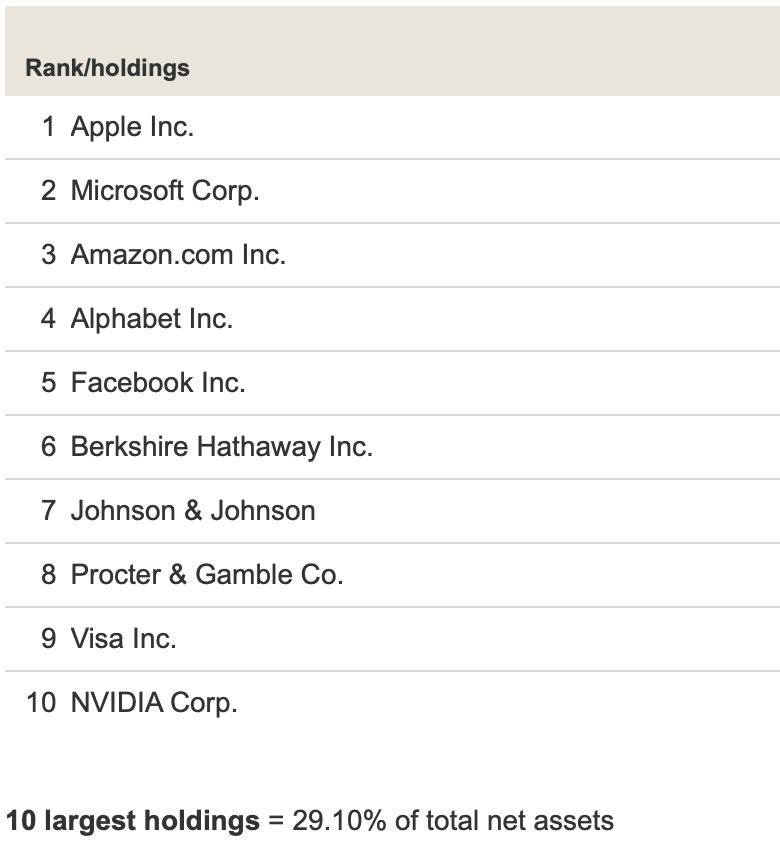 Rank/holdings
1 Apple Inc.
2 Microsoft Corp.
3 Amazon.com Inc.
4 Alphabet Inc.
5 Facebook Inc.
6 Berkshire Hathaway Inc.
7 Johnson & Johnson
8 Procter & Gamble Co.
9 Visa Inc.
10 NVIDIA Corp.
10 largest holdings = 29.10% of total net assets